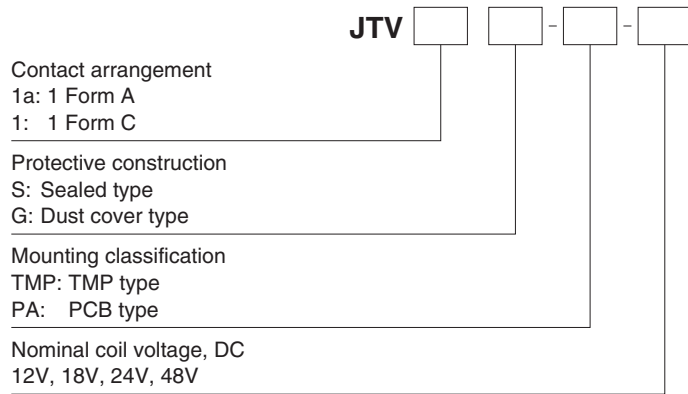 JTV - -
Contact arrangement
1a: 1 Form A
1: 1 Form C
Protective construction
S: Sealed type
G: Dust cover type
Mounting classification
TMP: TMP type
PA: PCB type
Nominal coil voltage, DC
12V, 18V, 24V, 48V